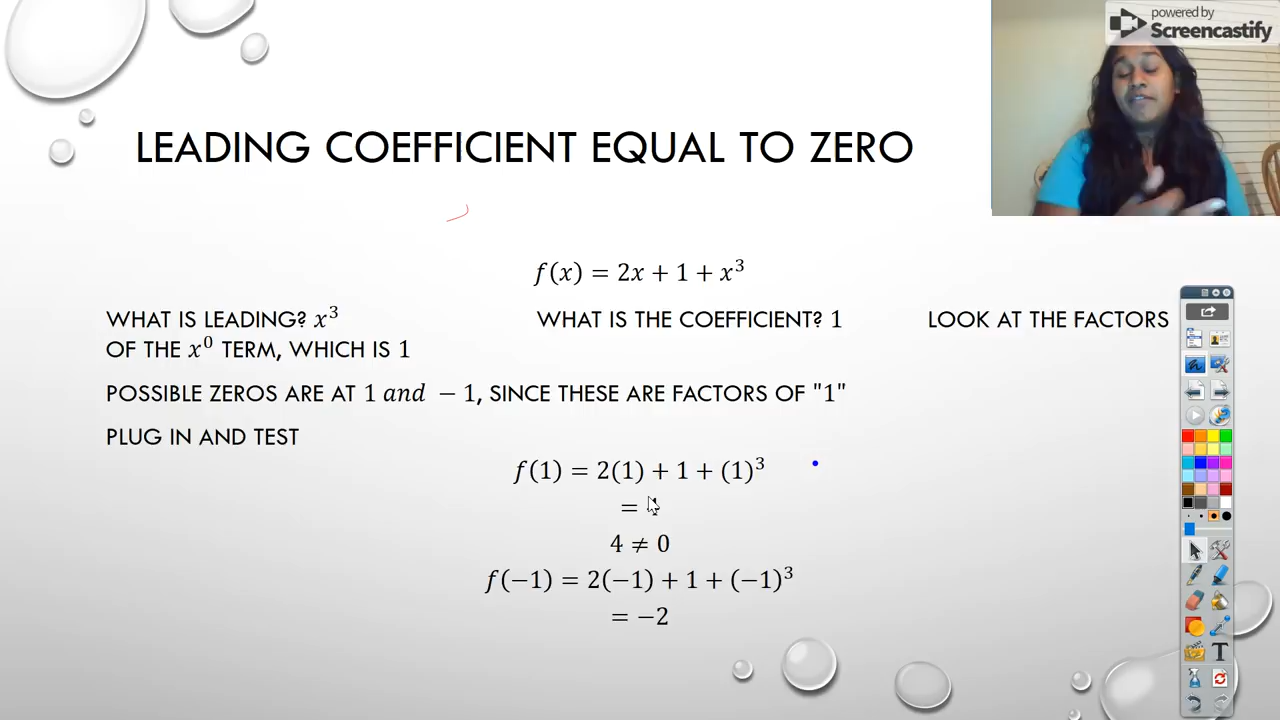 powered by
Screencastify
LEADING COEFFICIENT EQUAL TO ZERO
f(x) = 2x + 1 + x³
WHAT IS LEADING? x³ WHAT IS THE COEFFICIENT? 1 LOOK AT THE FACTORS
OF THE x⁰ TERM, WHICH IS 1
POSSIBLE ZEROS ARE AT 1 and − 1, SINCE THESE ARE FACTORS OF "1"
PLUG IN AND TEST
f(1) = 2(1) + 1 + (1)³
=
4 ≠ 0
f(−1) = 2(−1) + 1 + (−1)³
= −2
T